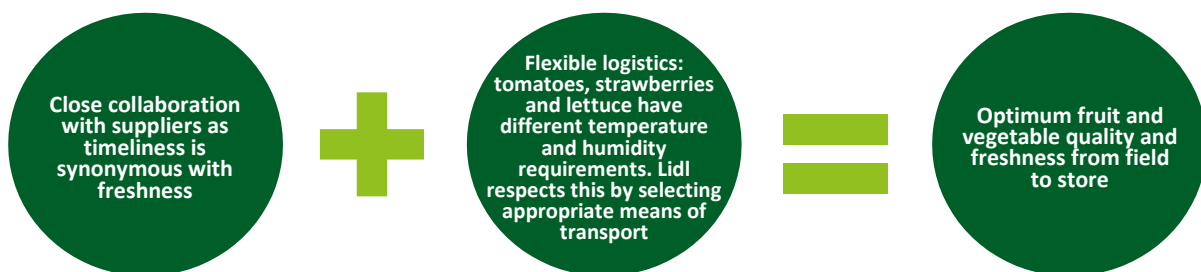 Close collaboration
with suppliers as
timeliness is
synonymous with
freshness
Flexible logistics:
tomatoes, strawberries
and lettuce have
different temperature
and humidity
requirements. Lidl
respects this by selecting
appropriate means of
transport
Optimum fruit and
vegetable quality and
freshness from field
to store